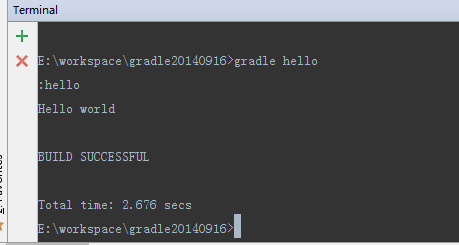 Terminal
E:\workspace\gradle20140916>gradle hello
:hello
Hello world
BUILD SUCCESSFUL
Total time: 2.676 secs
E:\workspace\gradle20140916>